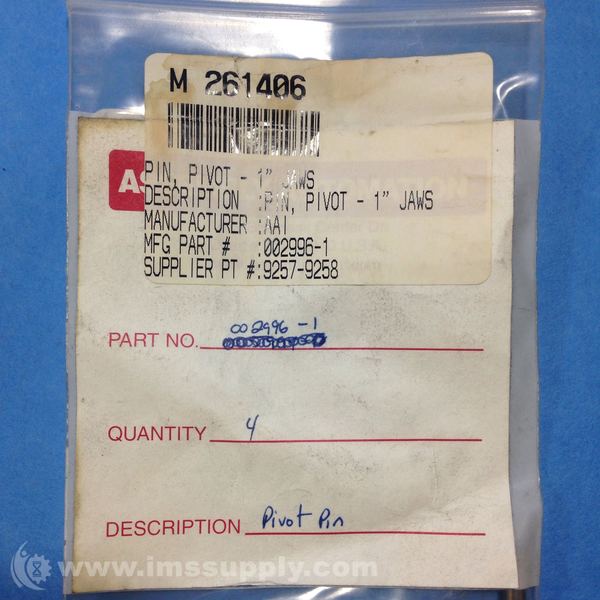 M 261406
PIN, PIVOT - 1" JAWS
DESCRIPTION :PIN, PIVOT - 1" JAWS
MANUFACTURER :AAI
MFG PART # :002996-1
SUPPLIER PT #:9257-9258
002996-1
PART NO.
QUANTITY 4
DESCRIPTION Pivot Pin
www.imssupply.com